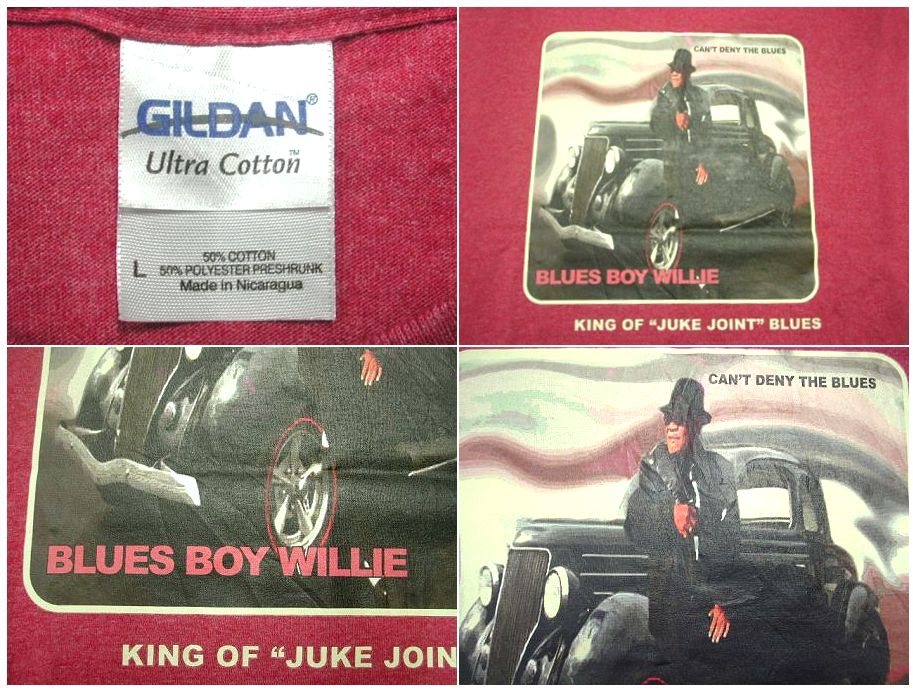 GILDAN®
Ultra Cotton™
50% COTTON
L 50% POLYESTER PRESHRUNK
Made in Nicaragua
CAN'T DENY THE BLUES
BLUES BOY WILLIE
KING OF “JUKE JOINT” BLUES
BLUES BOY WILLIE
KING OF “JUKE JOIN
CAN'T DENY THE BLUES